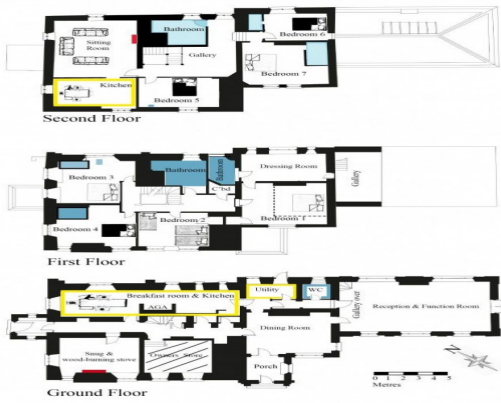 Sitting
Room
Bathroom
Gallery
Bedroom 6
Bedroom 7
Kitchen
Bedroom 5
Second Floor
Bedroom 3
Bathroom
Bathroom
C'bd
Dressing Room
Gallery
Bedroom 4
Bedroom 2
Bedroom 1
First Floor
Breakfast room & Kitchen
AGA
Utility
WC
Gallery over
Reception & Function Room
Dining Room
Snug &
wood-burning stove
Owners Store
Porch
N
0 1 2 3 4 5
Metres
Ground Floor